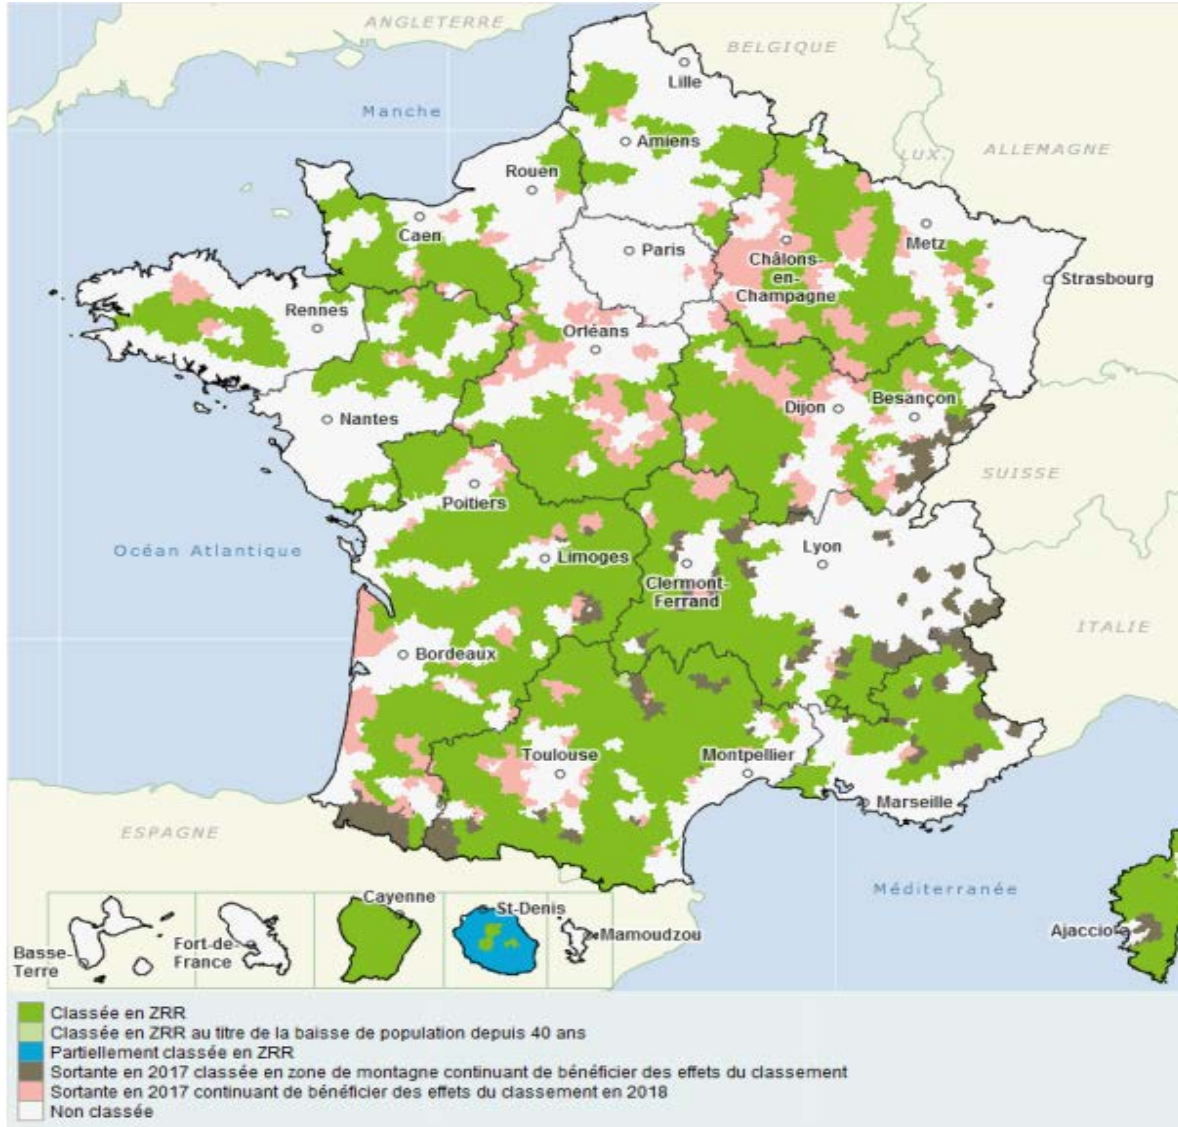 ANGLETERRE
BELGIQUE
Lille
Manche
Amiens
LUX.
ALLEMAGNE
Rouen
Caen
Paris
Metz
Châlons-
en-
Champagne
Strasbourg
Rennes
Orléans
Nantes
Dijon
Besançon
SUISSE
Poitiers
Océan Atlantique
Limoges
Lyon
Clermont-
Ferrand
ITALIE
Bordeaux
Toulouse
Montpellier
Marseille
ESPAGNE
Méditerranée
Cayenne
St-Denis
Mamoudzou
Ajaccio
Basse-
Terre
Fort-de-
France
Classée en ZRR
Classée en ZRR au titre de la baisse de population depuis 40 ans
Partiellement classée en ZRR
Sortante en 2017 classée en zone de montagne continuant de bénéficier des effets du classement
Sortante en 2017 continuant de bénéficier des effets du classement en 2018
Non classée